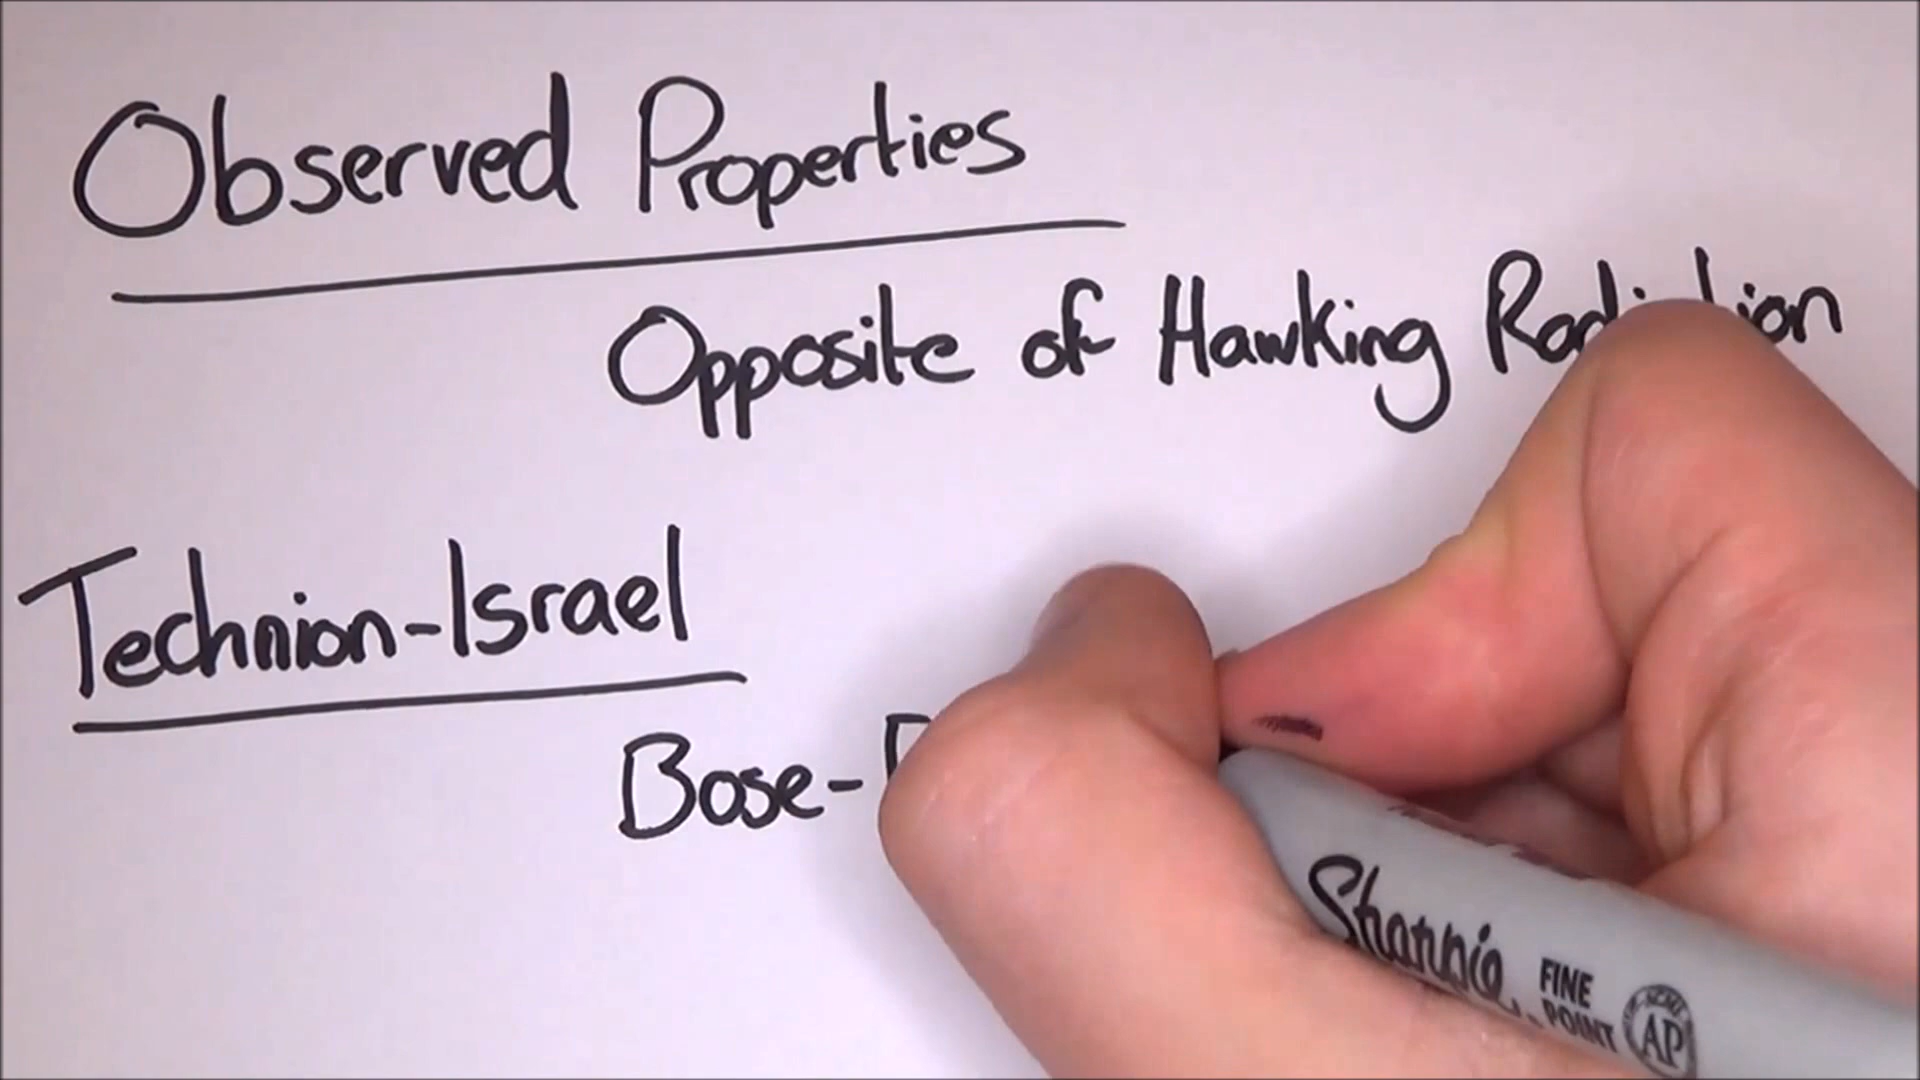 Observed Properties
Opposite of Hawking
Technion-Israel
Bose-
Sharpie
FINE
POINT
AP